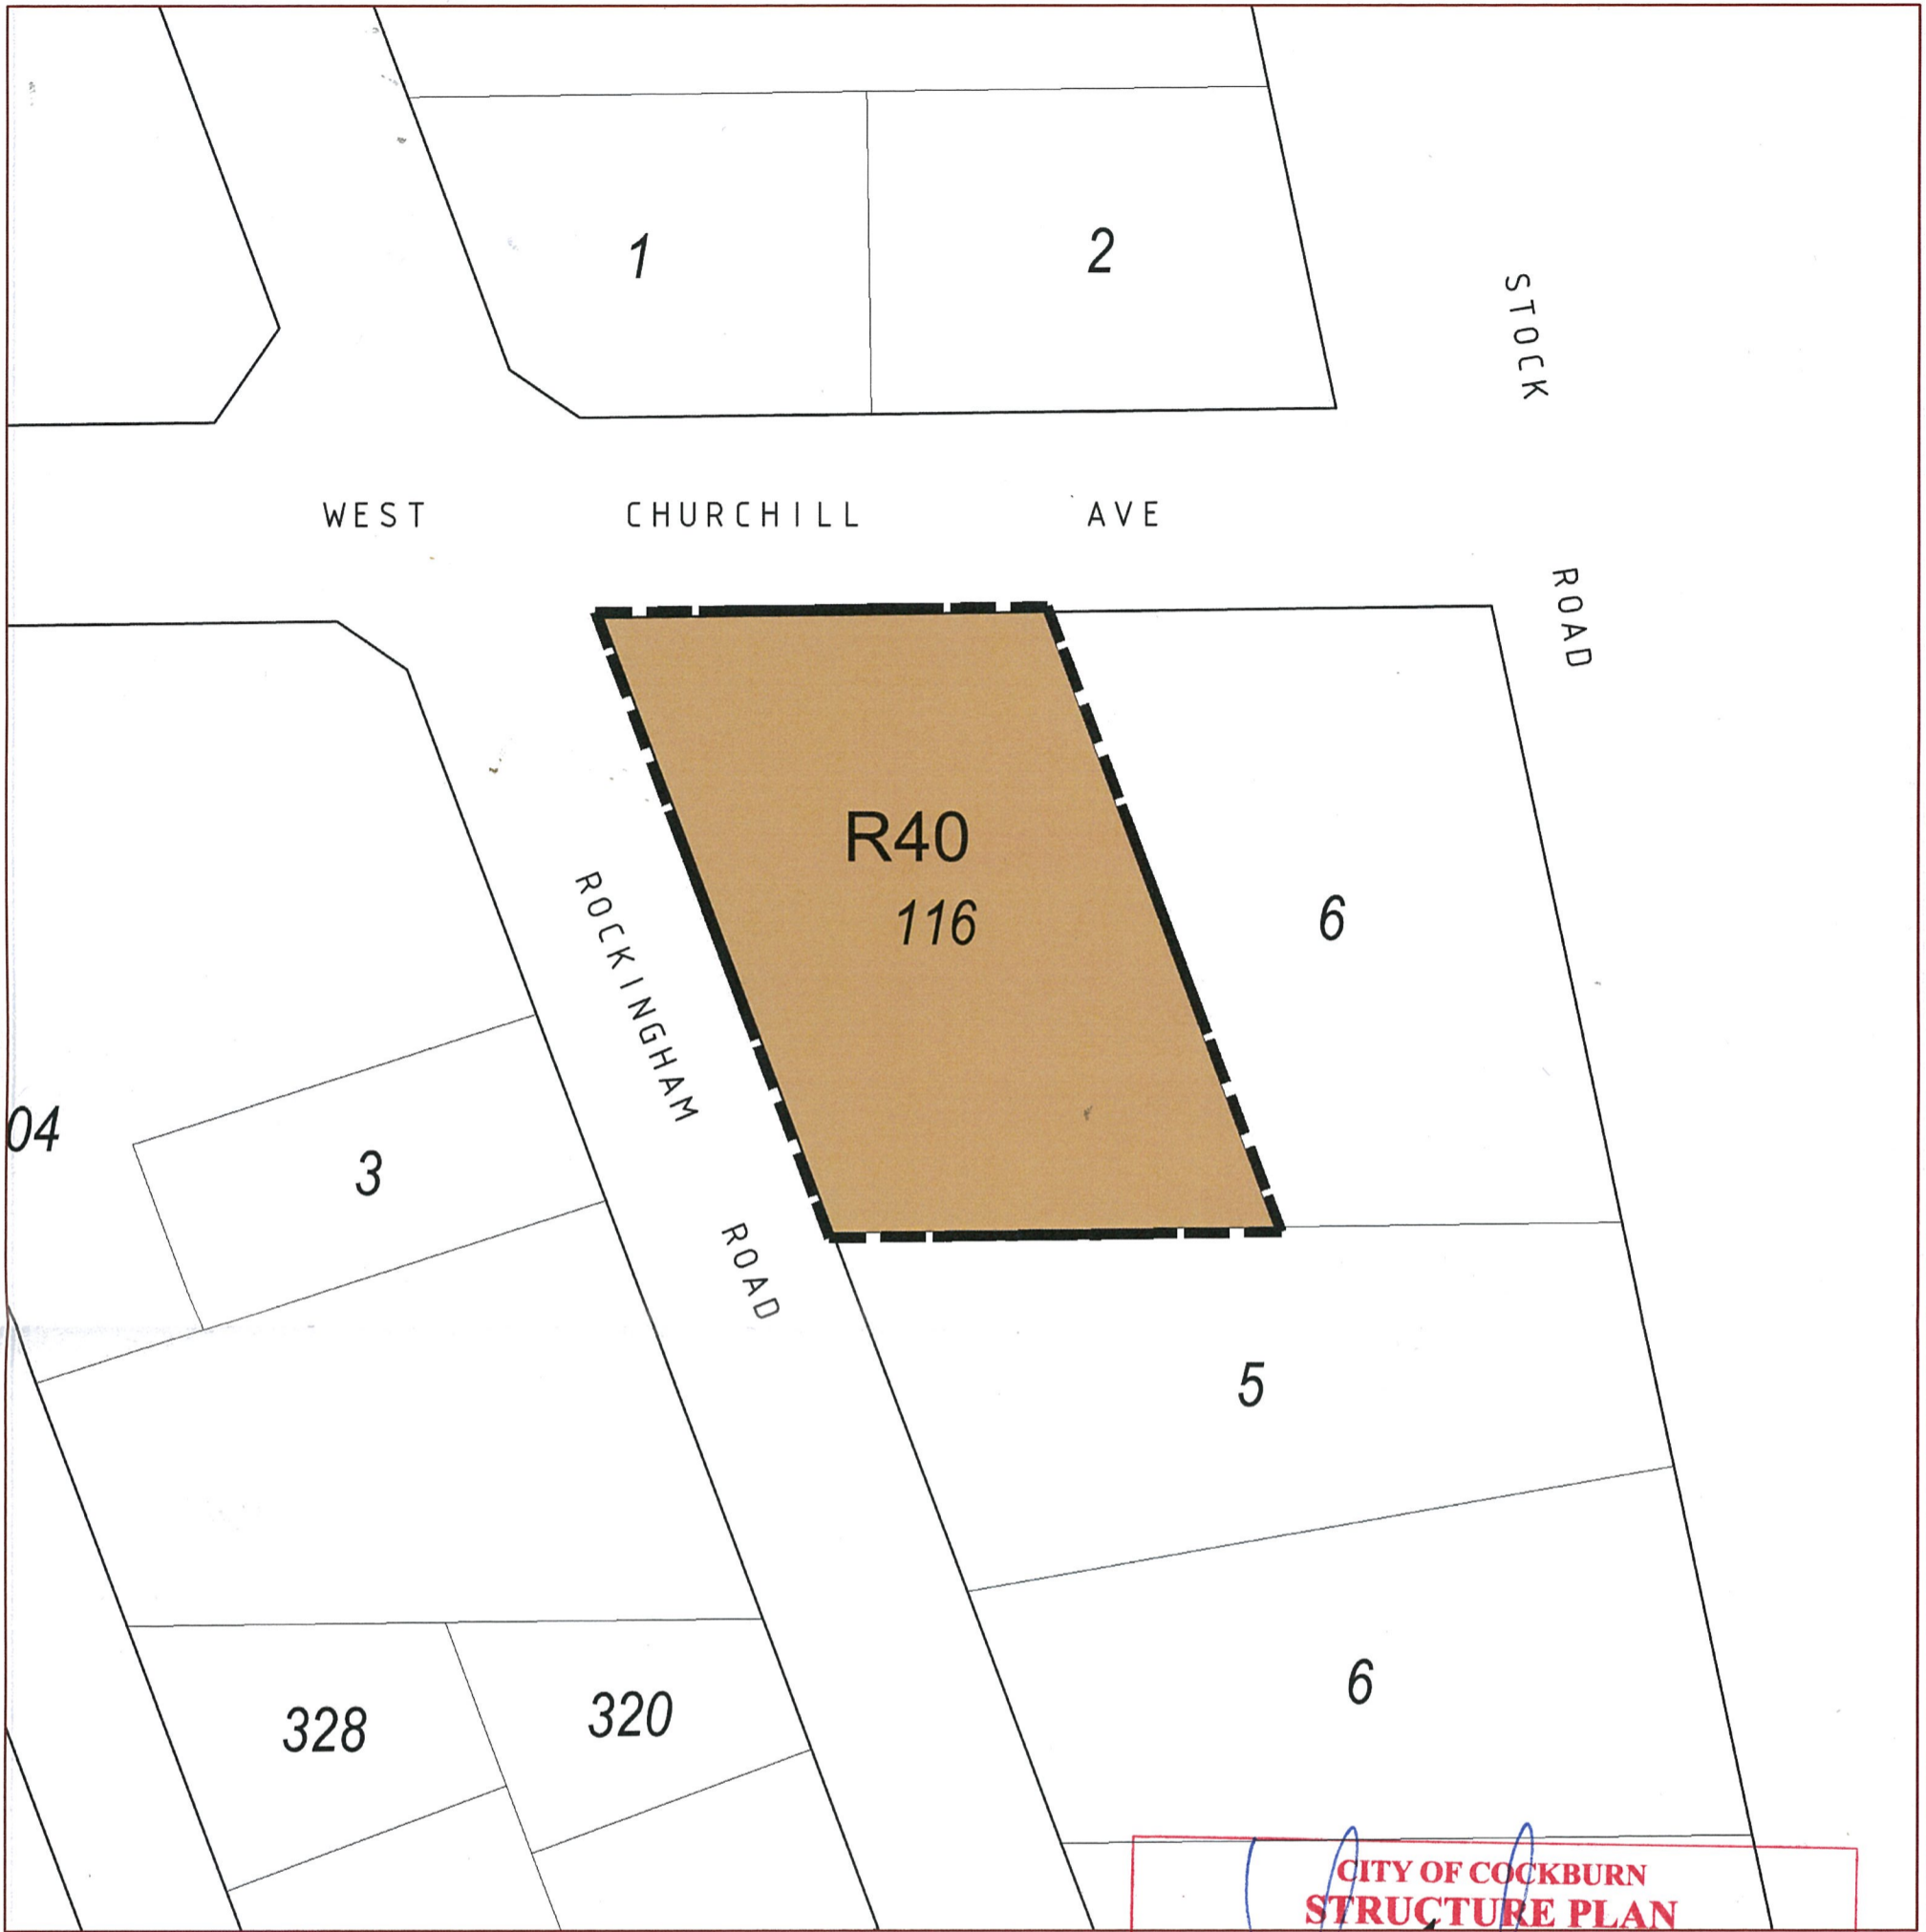 1
2
STOCK
WEST CHURCHILL AVE
ROAD
R40
116
6
ROCKINGHAM
04
3
ROAD
5
6
328
320
CITY OF COCKBURN
STRUCTURE PLAN